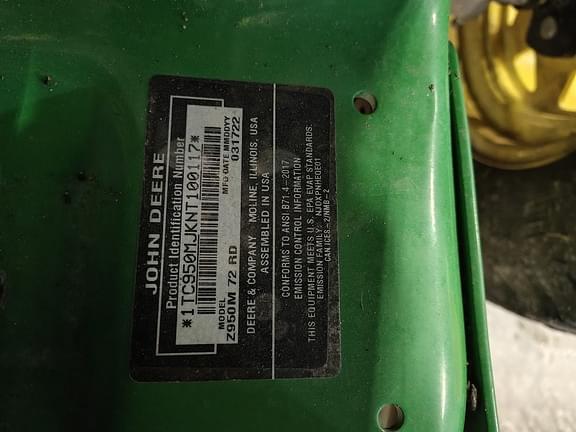 JOHN DEERE
Product Identification Number
*1TC950MJKNT100117*
MODEL
Z950M 72 RD
MFG DATE MMDDYY
031722
DEERE & COMPANY MOLINE, ILLINOIS, USA
ASSEMBLED IN USA
CONFORMS TO ANSI B71.4-2017
EMISSION CONTROL INFORMATION
THIS EQUIPMENT MEETS U.S. EPA EVAP STANDARDS.
EMISSION FAMILY:
CAN ICES-2/NMB-2